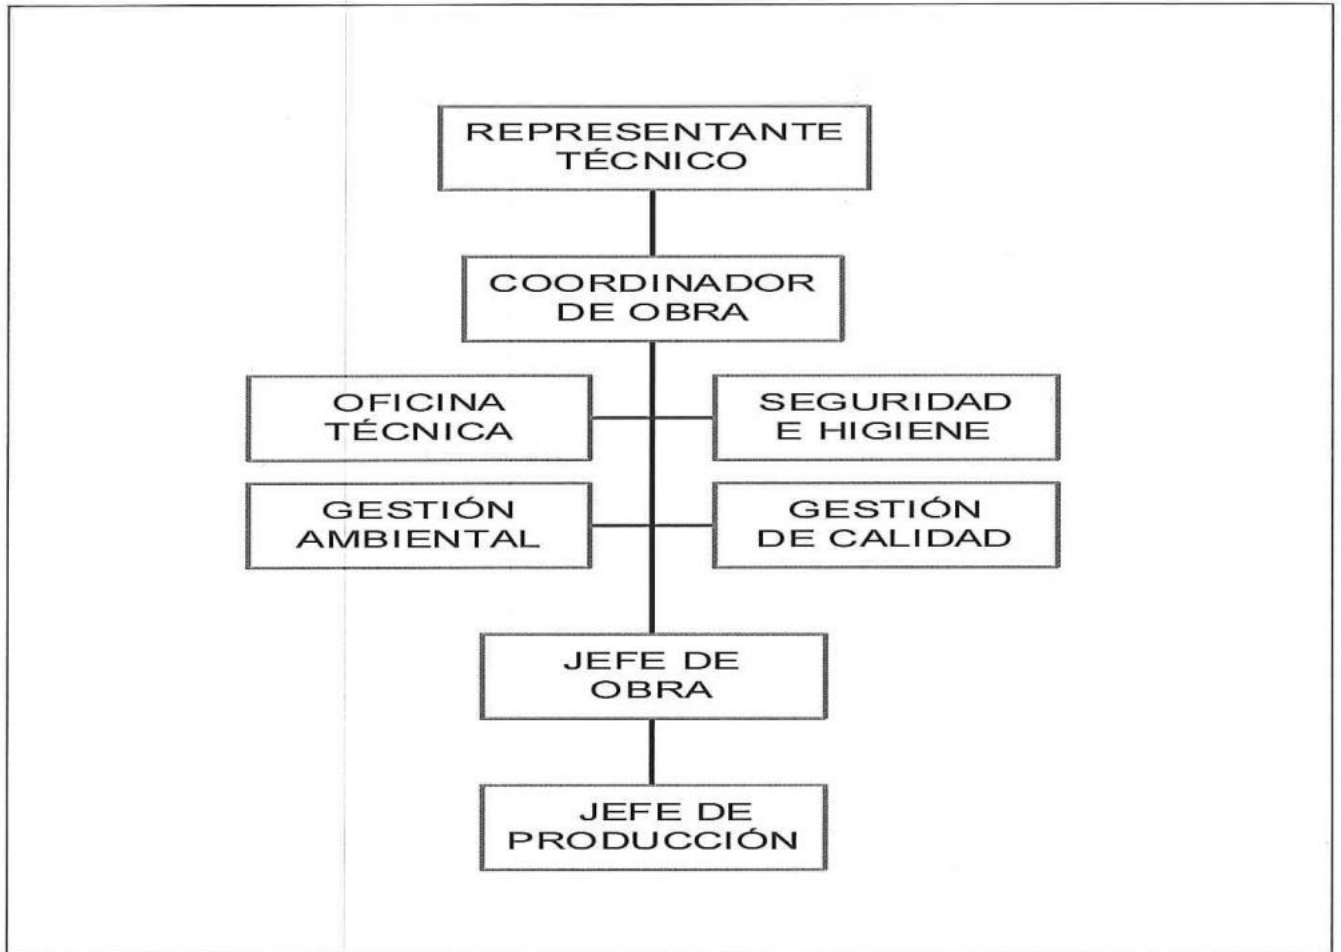 REPRESENTANTE
TÉCNICO
COORDINADOR
DE OBRA
OFICINA
TÉCNICA
SEGURIDAD
E HIGIENE
GESTIÓN
AMBIENTAL
GESTIÓN
DE CALIDAD
JEFE DE
OBRA
JEFE DE
PRODUCCIÓN